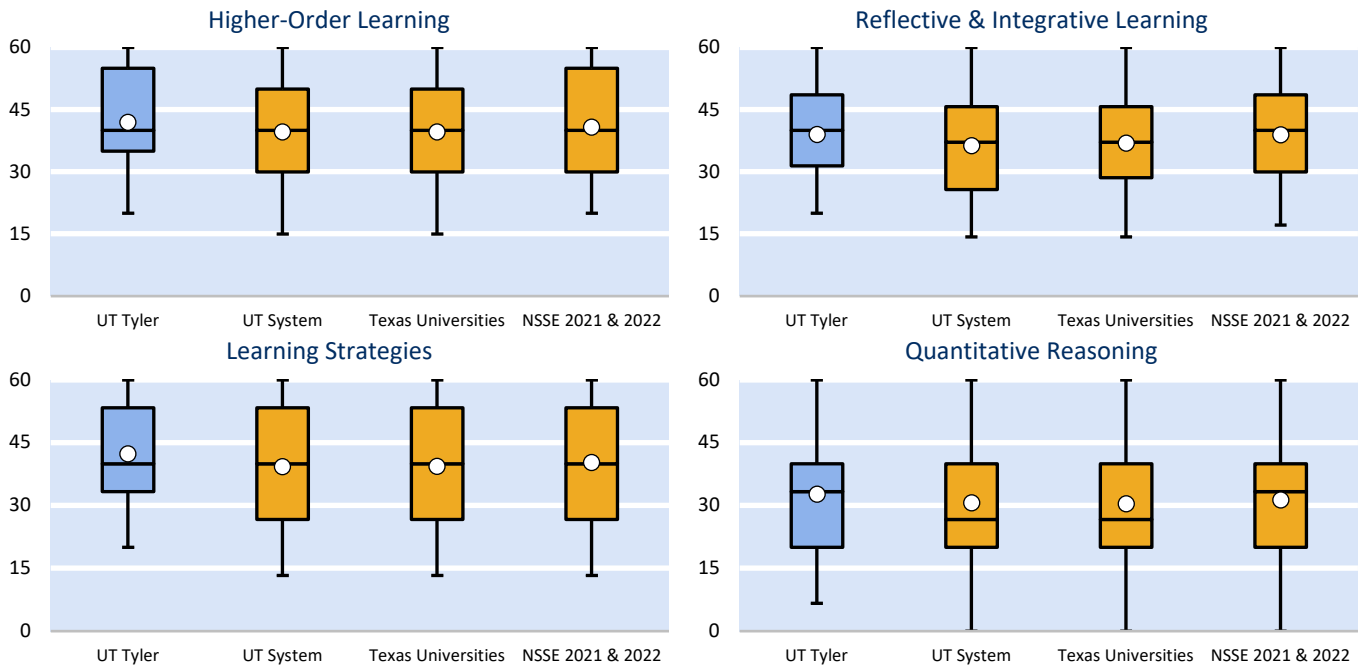 Higher-Order Learning
60
45
30
15
0
UT Tyler UT System Texas Universities NSSE 2021 & 2022
Reflective & Integrative Learning
60
45
30
15
0
UT Tyler UT System Texas Universities NSSE 2021 & 2022
Learning Strategies
60
45
30
15
0
UT Tyler UT System Texas Universities NSSE 2021 & 2022
Quantitative Reasoning
60
45
30
15
0
UT Tyler UT System Texas Universities NSSE 2021 & 2022